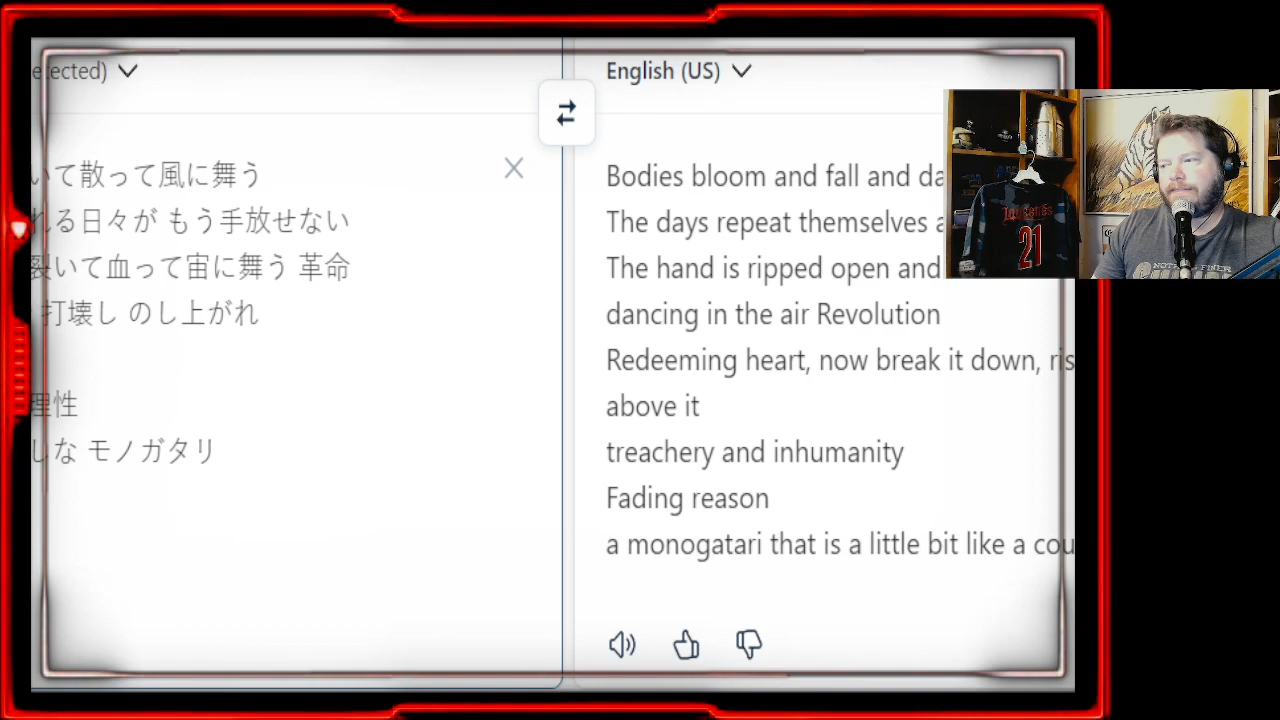 etected)
いて散って風に舞う
れる日々が もう手放せない
裂いて血って宙に舞う 革命
打壊し のし上がれ
理性
しな モノガタリ
English (US)
Bodies bloom and fall and da
The days repeat themselves a
The hand is ripped open and
dancing in the air Revolution
Redeeming heart, now break it down, ris
above it
treachery and inhumanity
Fading reason
a monogatari that is a little bit like a cou
21